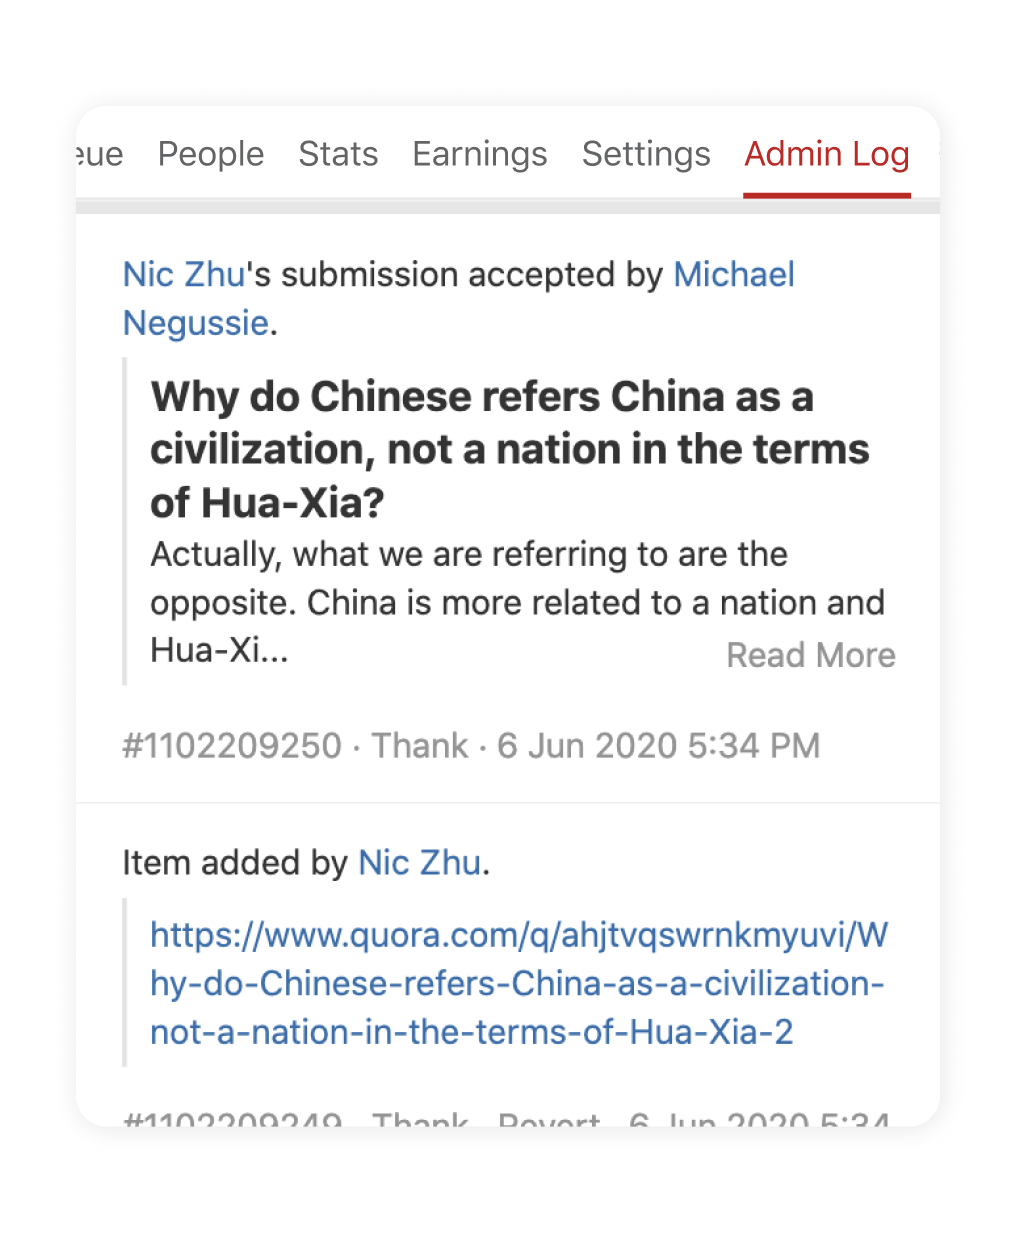 eue People Stats Earnings Settings Admin Log
Nic Zhu's submission accepted by Michael
Negussie.
Why do Chinese refers China as a
civilization, not a nation in the terms
of Hua-Xia?
Actually, what we are referring to are the
opposite. China is more related to a nation and
Hua-Xi...
Read More
#1102209250 · Thank · 6 Jun 2020 5:34 PM
Item added by Nic Zhu.
https://www.quora.com/q/ahjtvqswrnkmyuvi/W
hy-do-Chinese-refers-China-as-a-civilization-
not-a-nation-in-the-terms-of-Hua-Xia-2
#1102209249 · Thank · Revert · 6 Jun 2020 5:34